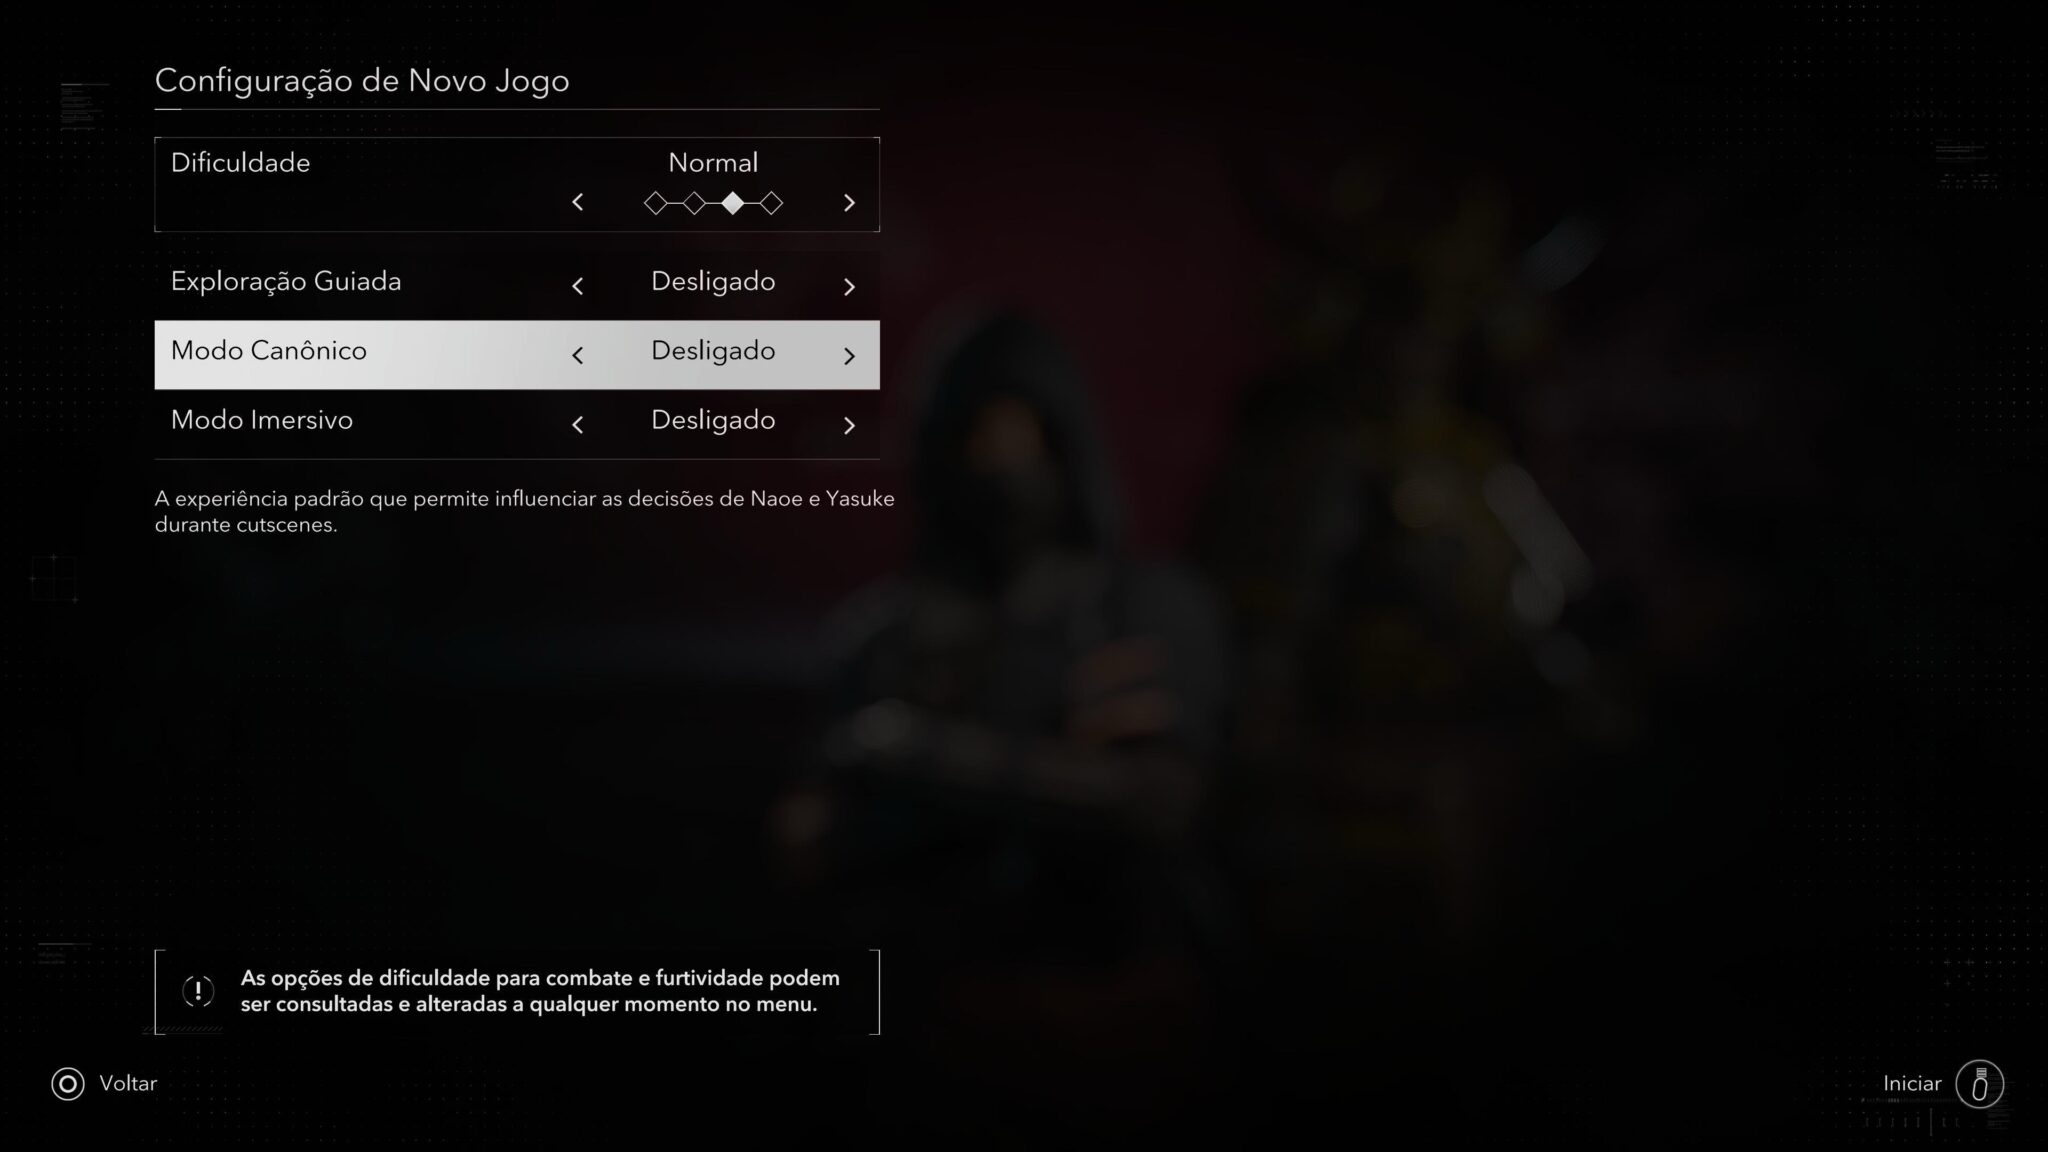 Configuração de Novo Jogo
Dificuldade
Normal
Exploração Guiada
Desligado
Modo Canônico
Desligado
Modo Imersivo
Desligado
A experiência padrão que permite influenciar as decisões de Naoe e Yasuke
durante cutscenes.
As opções de dificuldade para combate e furtividade podem
ser consultadas e alteradas a qualquer momento no menu.
Voltar
Iniciar